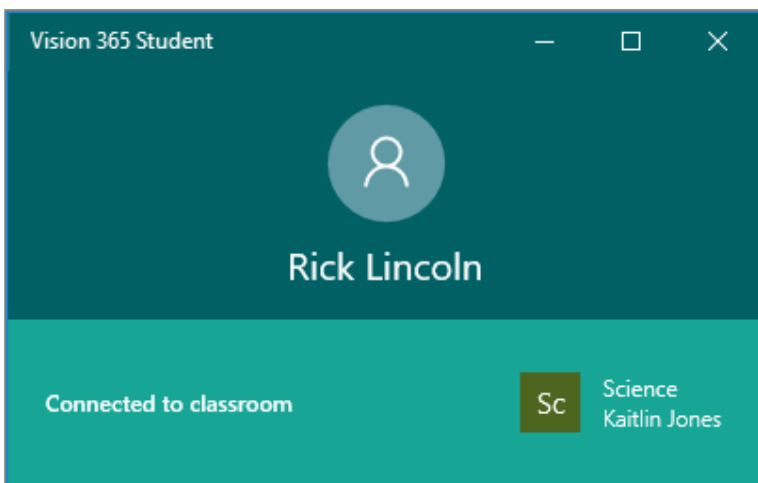 Vision 365 Student
Rick Lincoln
Connected to classroom
Sc
Science
Kaitlin Jones